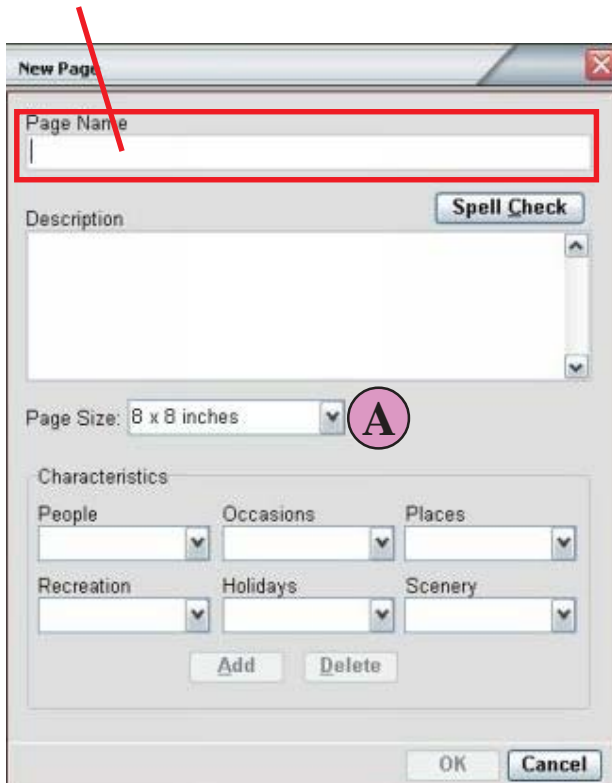 New Page
Page Name
Spell Check
Description
Page Size: 8 x 8 inches
A
Characteristics
People Occasions Places
Recreation Holidays Scenery
Add Delete
OK Cancel